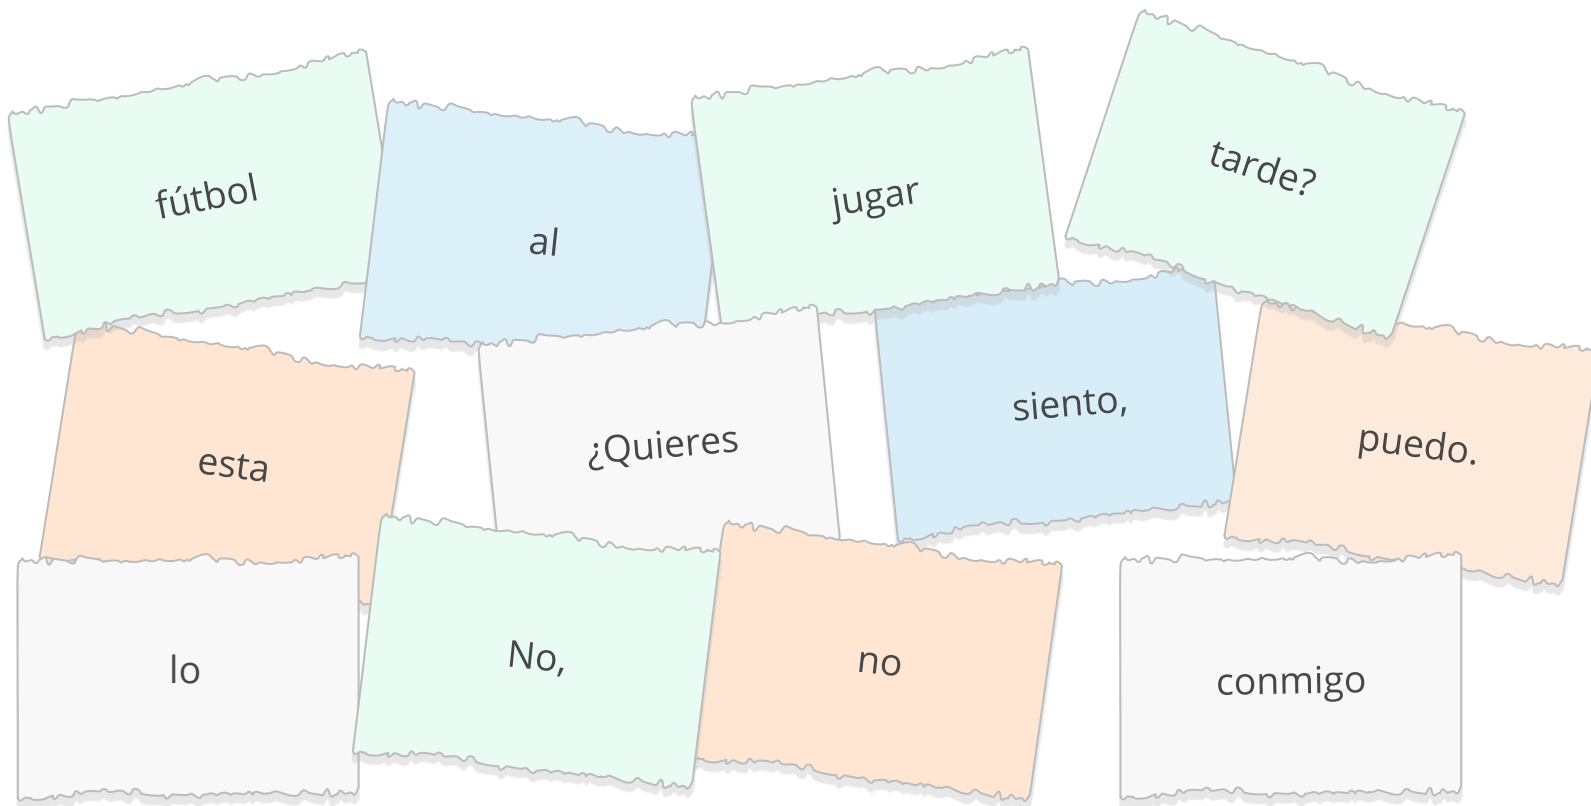 fútbol
al
jugar
tarde?
esta
¿Quieres
siento,
puedo.
lo
No,
no
conmigo